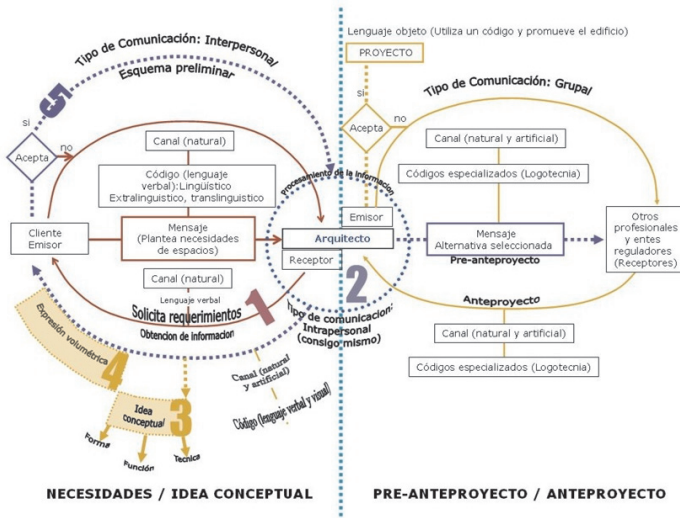 Lenguaje objeto (Utiliza un código y promueve el edificio)
PROYECTO
Tipo de Comunicación: Interpersonal
Esquema preliminar
5
si
Acepta
no
Canal (natural)
Código (lenguaje
verbal):Lingüístico
Extralinguistico, translinguistico
Cliente
Emisor
Mensaje
(Plantea necesidades
de espacios)
Canal (natural)
Lenguaje verbal
Solicita requerimientos
Obtencion de informacion
1
Procesamiento de la informacion
Emisor
Arquitecto
Receptor
2
Tipo de comunicacion:
Intrapersonal
(consigo mismo)
Canal (natural
y artificial)
Código (lenguaje verbal y visual)
3
Idea
conceptual
Forma
Función
Tecnica
4
Expresión volumétrica
si
Acepta
no
Tipo de Comunicación: Grupal
Canal (natural y artificial)
Códigos especializados (Logotecnia)
Mensaje
Alternativa seleccionada
Pre-anteproyecto
Otros
profesionales
y entes
reguladores
(Receptores)
Anteproyecto
Canal (natural y artificial)
Códigos especializados (Logotecnia)
NECESIDADES / IDEA CONCEPTUAL
PRE-ANTEPROYECTO / ANTEPROYECTO